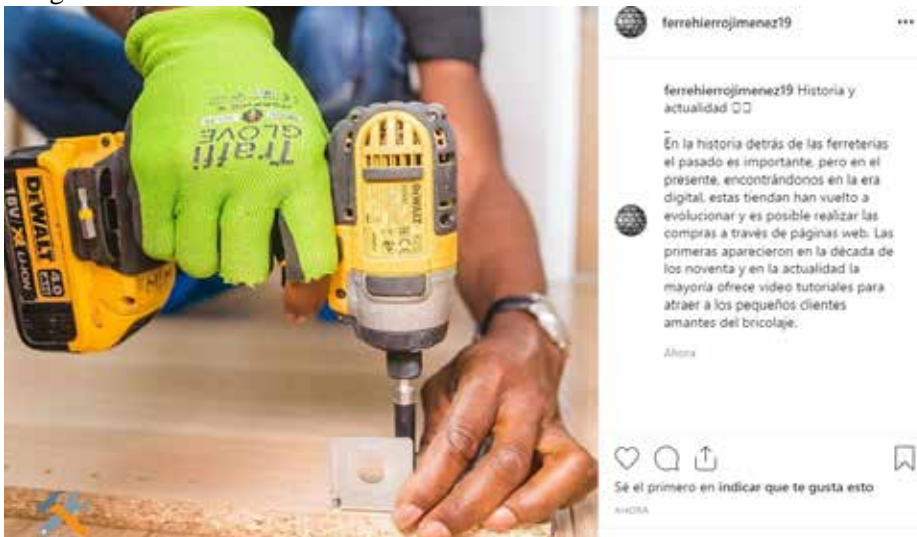 ferrehierrojimenez19
ferrehierrojimenez19 Historia y
actualidad
–
En la historia detrás de las ferreterías
el pasado es importante, pero en el
presente, encontrándonos en la era
digital, estas tiendan han vuelto a
evolucionar y es posible realizar las
compras a través de páginas web. Las
primeras aparecieron en la década de
los noventa y en la actualidad la
mayoría ofrece video tutoriales para
atraer a los pequeños clientes
amantes del bricolaje.
Ahora
Sé el primero en indicar que te gusta esto
AHORA
Traffi
GLOVE
DEWALT
18V XR LI-ION
4.0
DEWALT